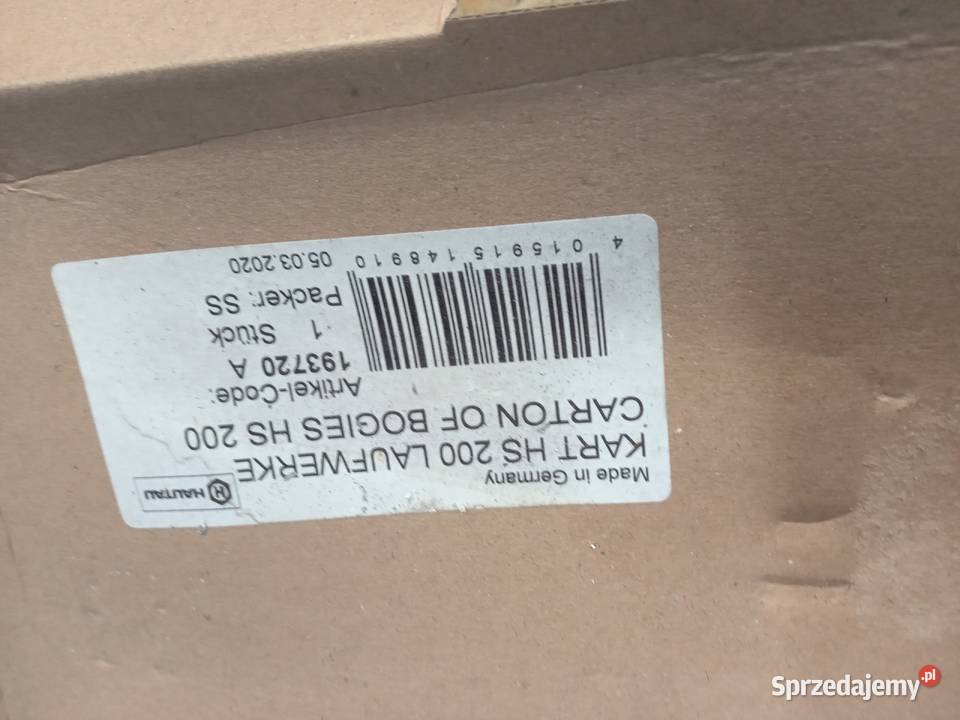 Made in Germany
HAUTAU
KART HS 200 LAUFWERKE
CARTON OF BOGIES HS 200
Artikel-Code:
193720 A
1 Stück
Packer: SS
05.03.2020
4 015915 148910
Sprzedajemy.pl